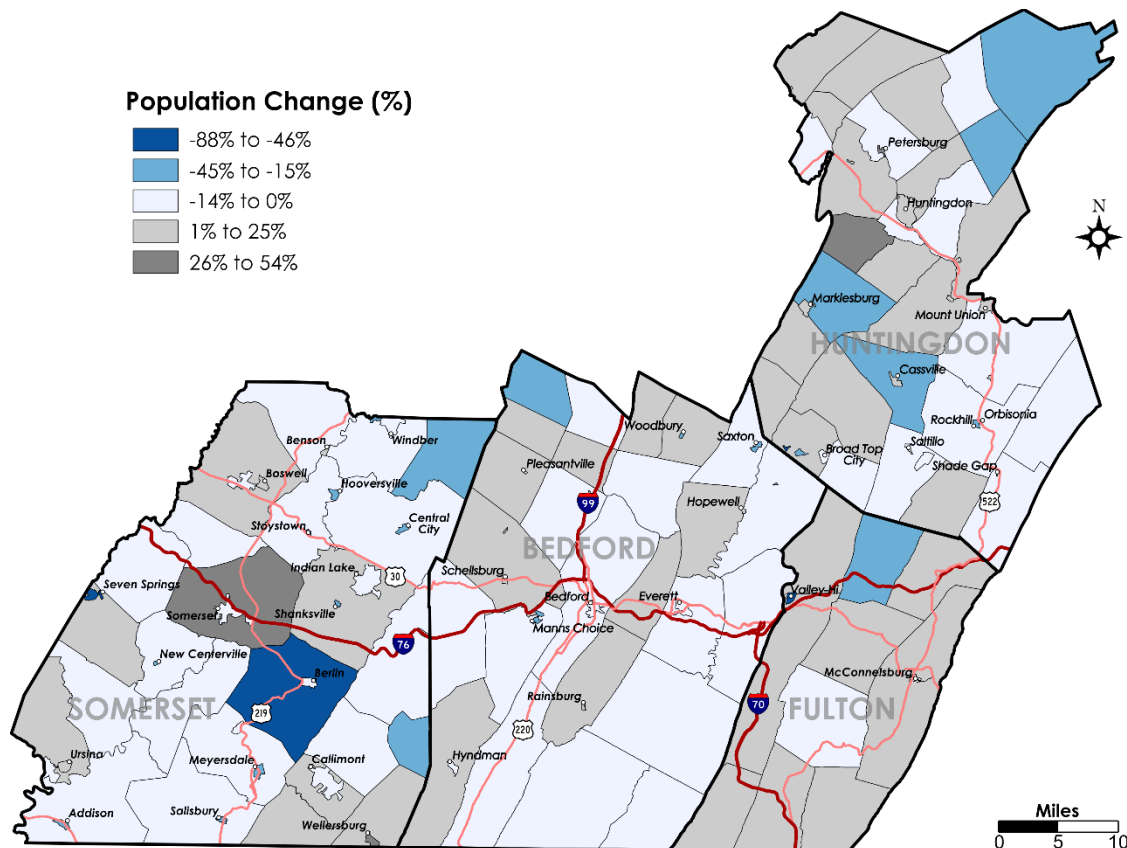 Population Change (%)
-88% to -46%
-45% to -15%
-14% to 0%
1% to 25%
26% to 54%
N
Petersburg
Huntingdon
Marklesburg
Mount Union
HUNTINGDON
Cassville
Rockhill
Orbisonia
Saltillo
Broad Top
City
Shade Gap
522
Woodbury
Saxton
Pleasantville
Hopewell
99
BEDFORD
Schellsburg
Bedford
Everett
Manns Choice
Rainsburg
220
Hyndman
Benson
Windber
Boswell
Hooversville
Stoystown
Central
City
Indian Lake
30
Seven Springs
Somerset
Shanksville
76
New Centerville
Berlin
SOMERSET
219
Ursina
Meyersdale
Callimont
Addison
Salisbury
Wellersburg
Valley-Hi
McConnelsburg
70
FULTON
Miles
0 5 10